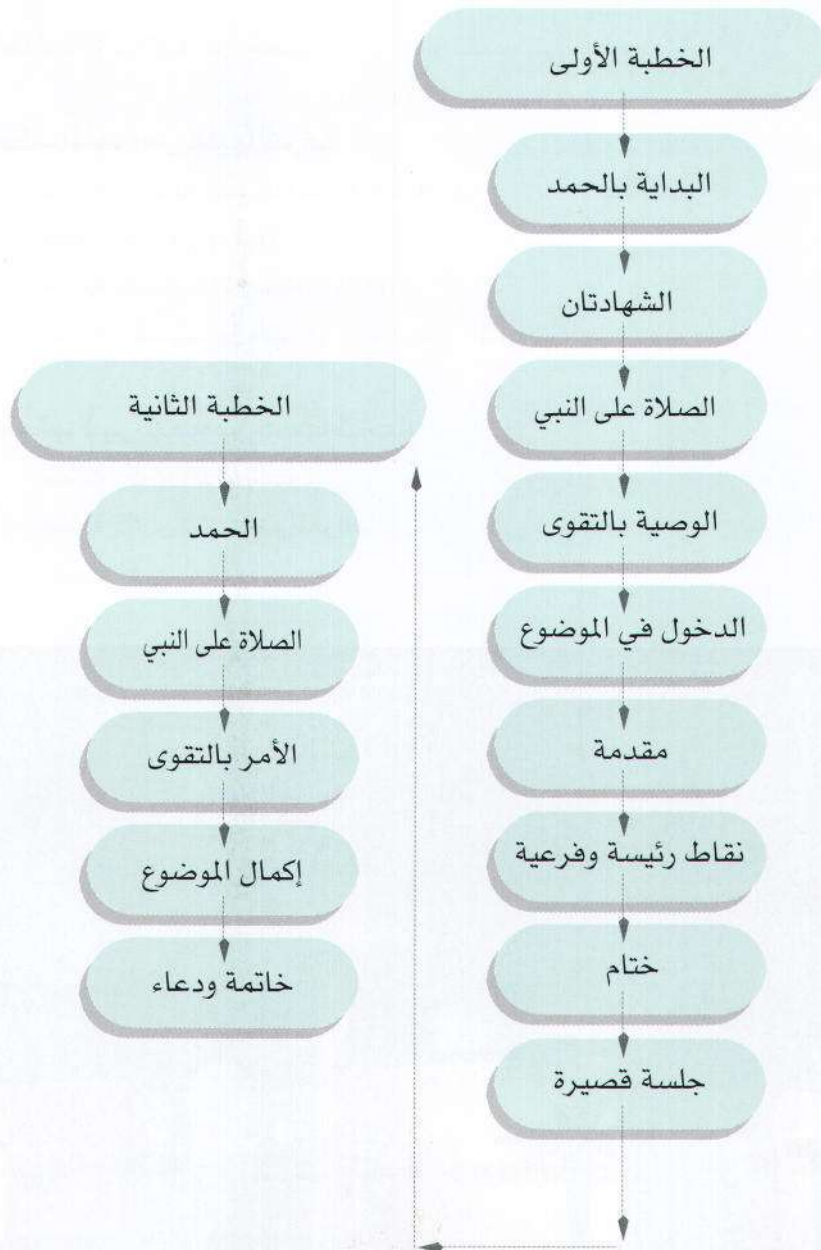 الخطبة الأولى
البداية بالحمد
الشهادتان
الصلاة على النبي
الوصية بالتقوى
الدخول في الموضوع
مقدمة
نقاط رئيسة وفرعية
ختام
جلسة قصيرة
الخطبة الثانية
الحمد
الصلاة على النبي
الأمر بالتقوى
إكمال الموضوع
خاتمة ودعاء